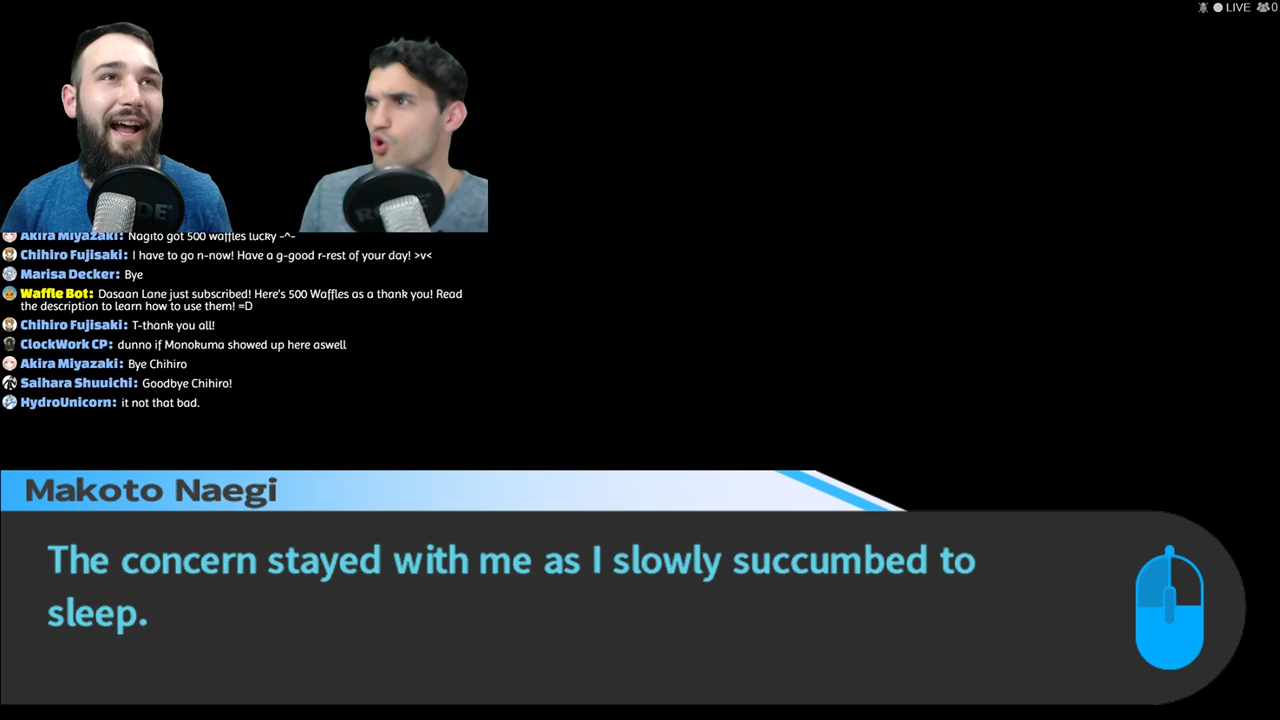 LIVE 0
RODE
Akira Miyazaki: Nagito got 500 waffles lucky -^-
Chihiro Fujisaki: I have to go n-now! Have a g-good r-rest of your day! >v<
Marisa Decker: Bye
Waffle Bot: Dasaan Lane just subscribed! Here's 500 Waffles as a thank you! Read
the description to learn how to use them! =D
Chihiro Fujisaki: T-thank you all!
ClockWork CP: dunno if Monokuma showed up here aswell
Akira Miyazaki: Bye Chihiro
Saihara Shuuichi: Goodbye Chihiro!
HydroUnicorn: it not that bad.
Makoto Naegi
The concern stayed with me as I slowly succumbed to
sleep.